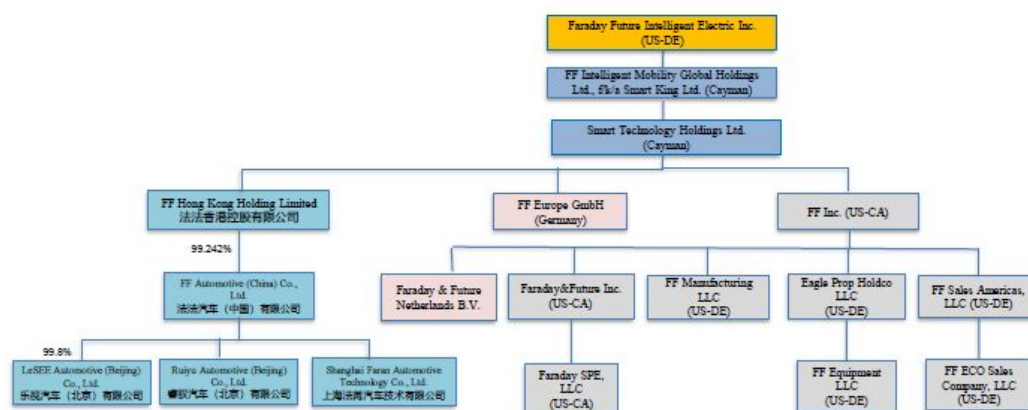 Faraday Future Intelligent Electric Inc.
(US-DE)
FF Intelligent Mobility Global Holdings
Ltd., f/k/a Smart King Ltd. (Cayman)
Smart Technology Holdings Ltd.
(Cayman)
FF Hong Kong Holding Limited
法法香港控股有限公司
FF Europe GmbH
(Germany)
FF Inc. (US-CA)
99.242%
FF Automotive (China) Co.,
Ltd.
法法汽车（中国）有限公司
Faraday & Future
Netherlands B.V.
Faraday&Future Inc.
(US-CA)
FF Manufacturing
LLC
(US-DE)
Eagle Prop Holdco
LLC
(US-DE)
FF Sales Americas,
LLC (US-DE)
99.8%
LeSEE Automotive (Beijing)
Co., Ltd.
乐视汽车（北京）有限公司
Ruiyu Automotive (Beijing)
Co., Ltd.
睿驭汽车（北京）有限公司
Shanghai Faran Automotive
Technology Co., Ltd.
上海法苒汽车技术有限公司
Faraday SPE,
LLC
(US-CA)
FF Equipment
LLC
(US-DE)
FF ECO Sales
Company, LLC
(US-DE)